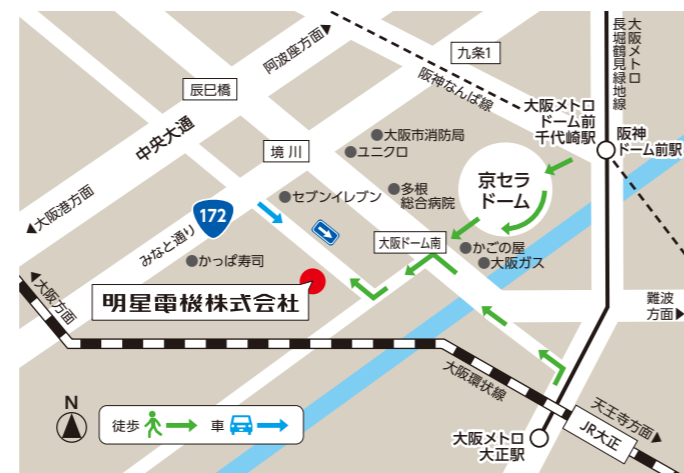 阿波座方面▶
九条1
大阪メトロ
長堀鶴見緑地線
阪神なんば線
辰巳橋
中央大通
大阪メトロ
ドーム前
千代崎駅
阪神
ドーム前駅
●大阪市消防局
●ユニクロ
境川
京セラ
ドーム
●セブンイレブン
●多根
総合病院
◀大阪港方面
172
みなと通り
大阪ドーム南
●かごの屋
●大阪ガス
●かっぱ寿司
◀大阪方面
明星電機株式会社
難波
方面▶
大阪環状線
N
徒歩
車
天王寺方面▶
JR大正
大阪メトロ
大正駅